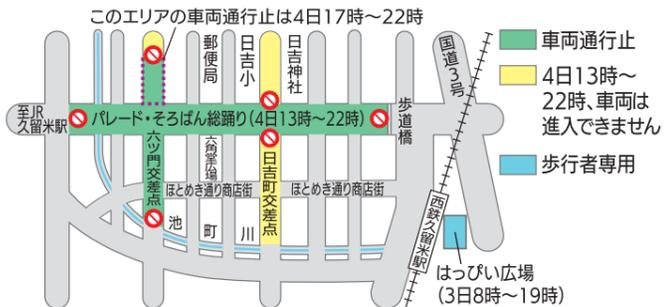 このエリアの車両通行止は4日17時〜22時
郵便局
日吉小
日吉神社
国道3号
車両通行止
4日13時〜
22時、車両は
進入できません
歩行者専用
至JR
久留米駅
パレード・そろばん総踊り(4日13時〜22時)
歩道橋
六ツ門交差点
六角堂広場
日吉町交差点
ほとめき通り商店街
ほとめき通り商店街
池町川
西鉄久留米駅
はっぴい広場
(3日8時〜19時)